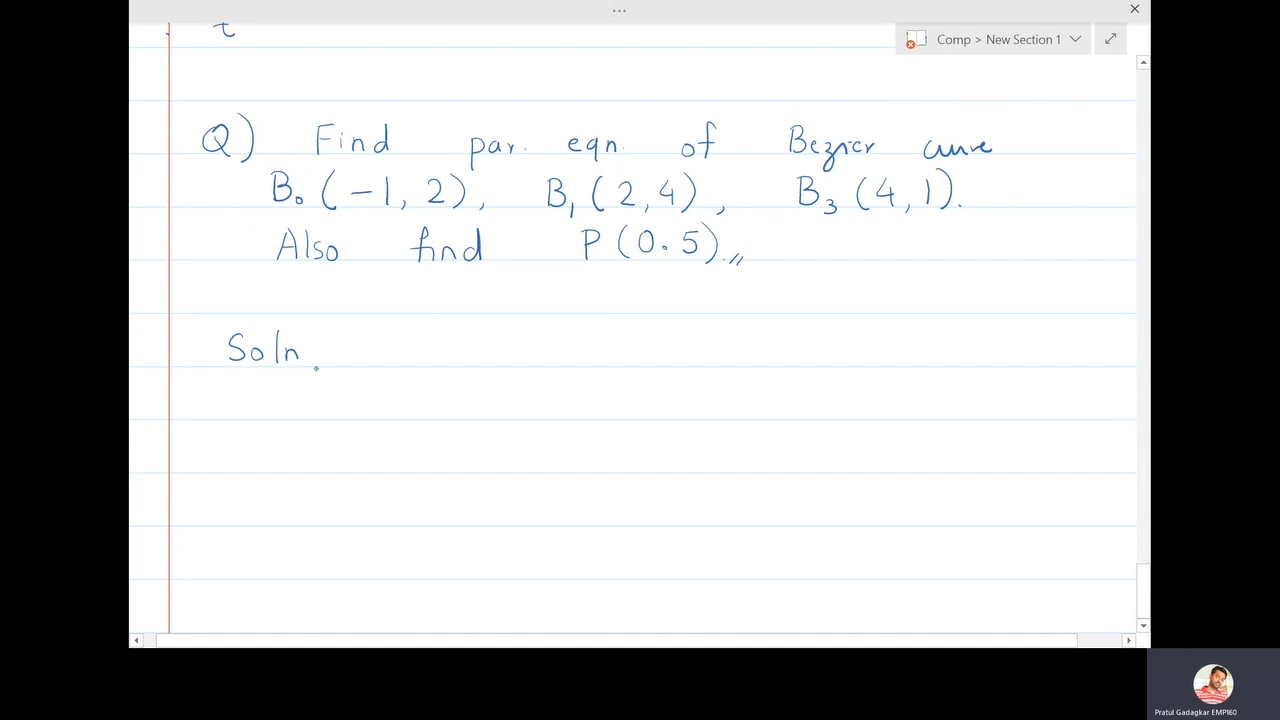 ...
Comp > New Section 1
Q) Find par. eqn. of Bezier curve
B₀ (-1, 2), B₁ (2, 4), B₃ (4, 1).
Also find P(0.5).,,
Soln.
Pratul Gadagkar EMP160